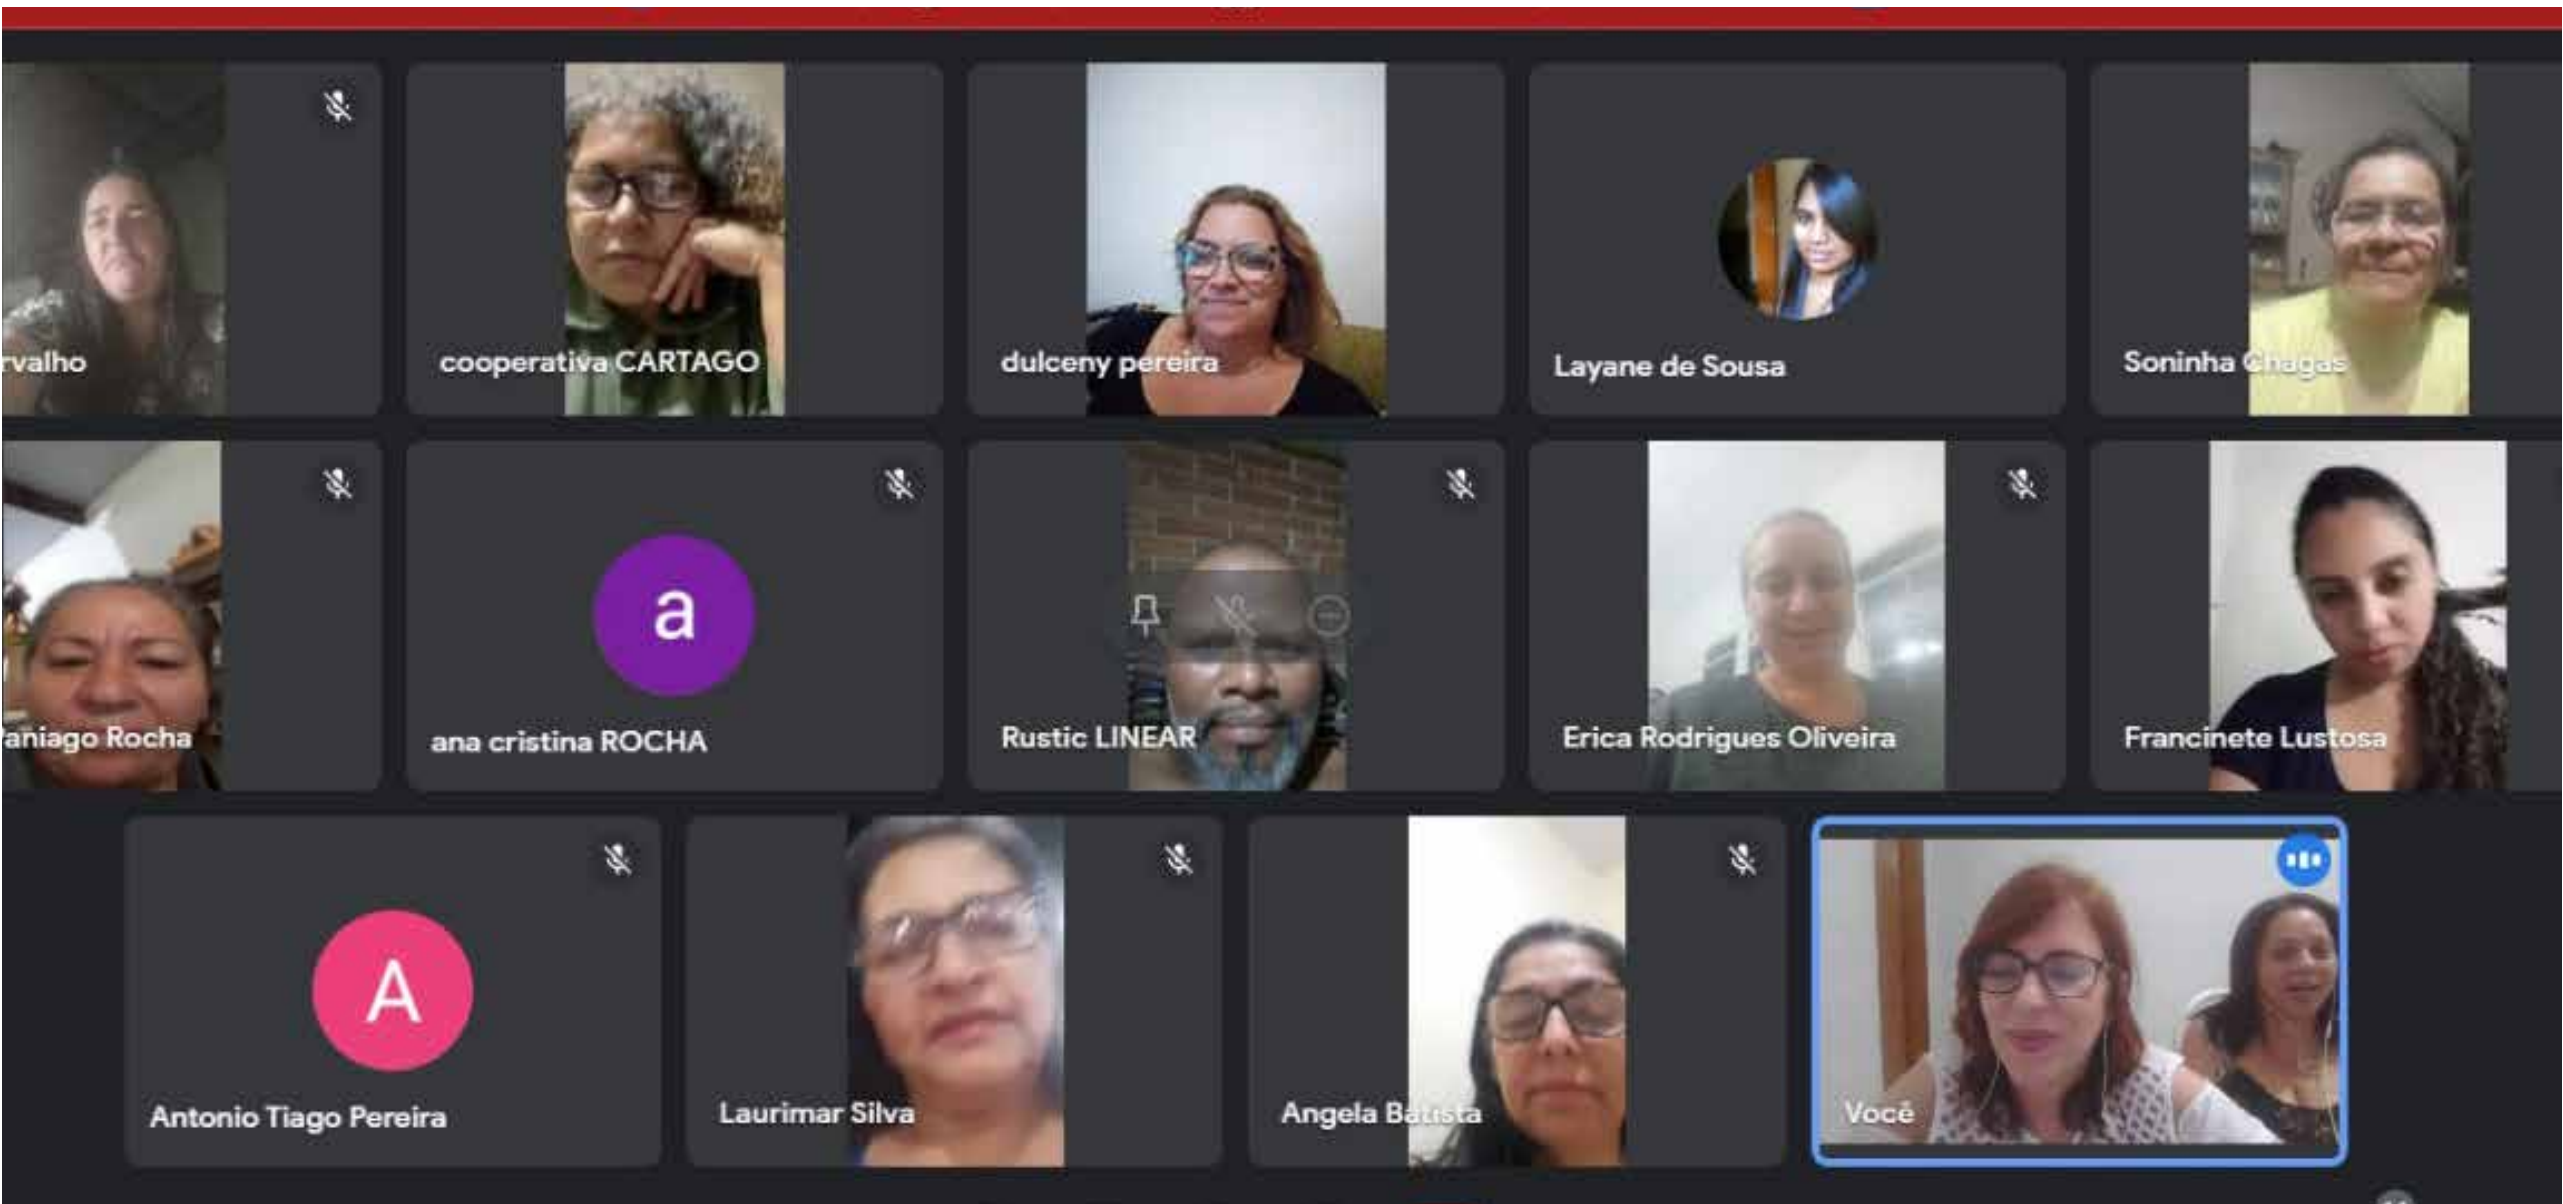 rvalho
cooperativa CARTAGO
dulceny pereira
Layane de Sousa
Soninha Chagas
aniago Rocha
a
ana cristina ROCHA
Rustic LINEAR
Erica Rodrigues Oliveira
Francinete Lustosa
A
Antonio Tiago Pereira
Laurimar Silva
Angela Batista
Você